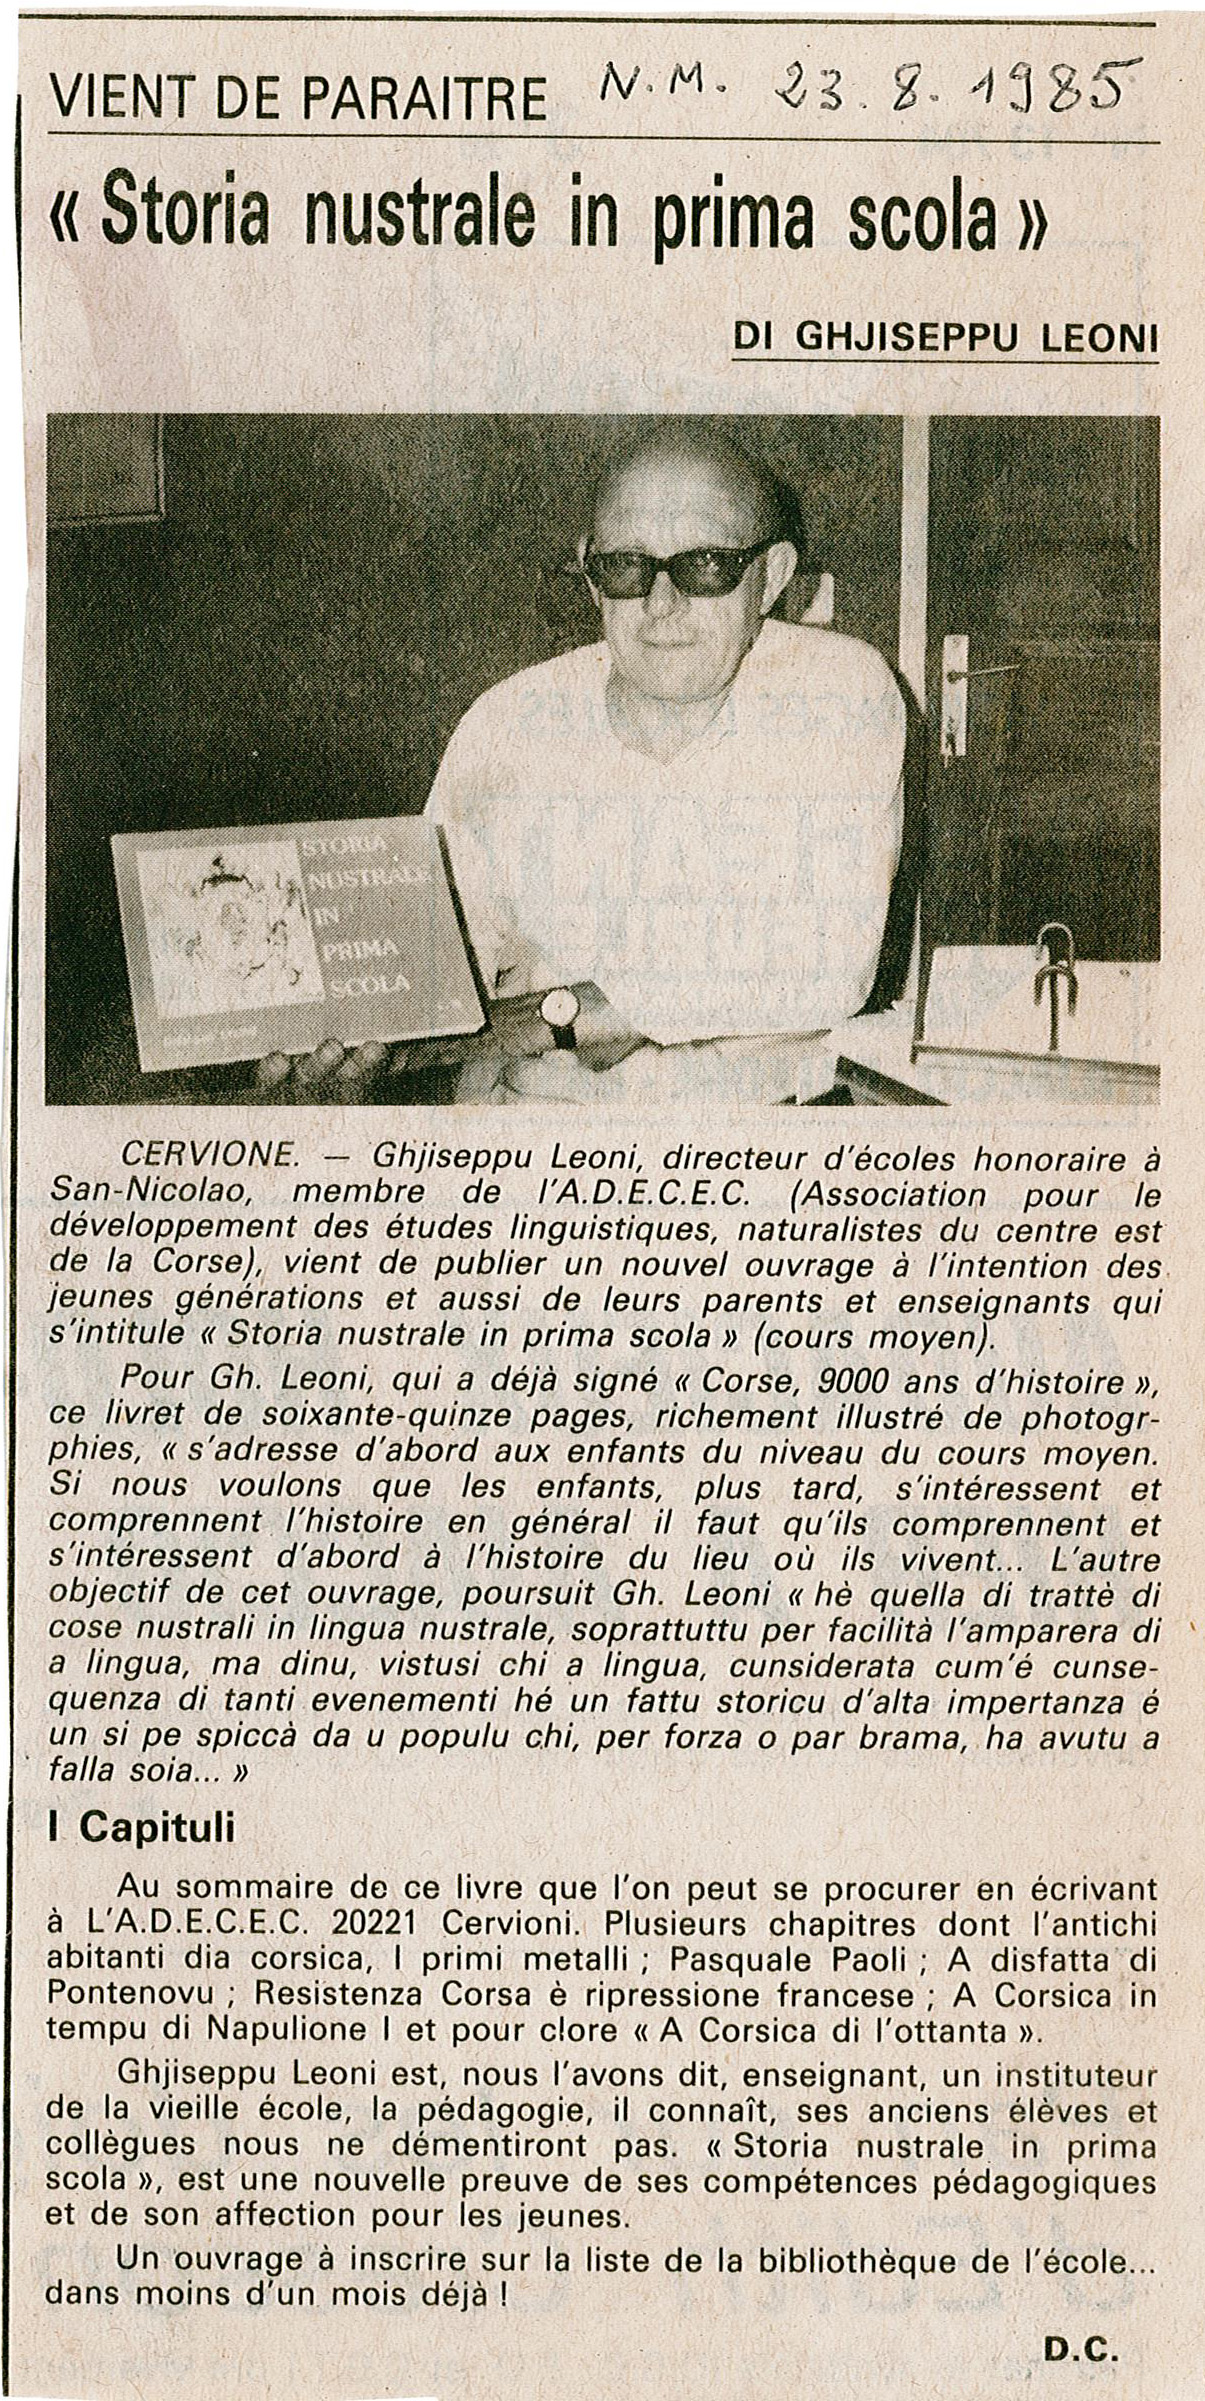 VIENT DE PARAITRE N.M. 23.8.1985
« Storia nustrale in prima scola »
DI GHJISEPPU LEONI
STORIA
NUSTRALE
IN
PRIMA
SCOLA
CERVIONE. — Ghjiseppu Leoni, directeur d'écoles honoraire à
San-Nicolao, membre de l'A.D.E.C.E.C. (Association pour le
développement des études linguistiques, naturalistes du centre est
de la Corse), vient de publier un nouvel ouvrage à l'intention des
jeunes générations et aussi de leurs parents et enseignants qui
s'intitule « Storia nustrale in prima scola » (cours moyen).
Pour Gh. Leoni, qui a déjà signé « Corse, 9000 ans d'histoire »,
ce livret de soixante-quinze pages, richement illustré de photogr-
phies, « s'adresse d'abord aux enfants du niveau du cours moyen.
Si nous voulons que les enfants, plus tard, s'intéressent et
comprennent l'histoire en général il faut qu'ils comprennent et
s'intéressent d'abord à l'histoire du lieu où ils vivent... L'autre
objectif de cet ouvrage, poursuit Gh. Leoni « hè quella di trattè di
cose nustrali in lingua nustrale, soprattuttu per facilità l'amparera di
a lingua, ma dinu, vistusi chi a lingua, cunsiderata cum'é cunse-
quenza di tanti evenementi hé un fattu storicu d'alta impertanza é
un si pe spiccà da u populu chi, per forza o par brama, ha avutu a
falla soia... »
I Capituli
Au sommaire de ce livre que l'on peut se procurer en écrivant
à L'A.D.E.C.E.C. 20221 Cervioni. Plusieurs chapitres dont l'antichi
abitanti dia corsica, I primi metalli ; Pasquale Paoli ; A disfatta di
Pontenovu ; Resistenza Corsa è ripressione francese ; A Corsica in
tempu di Napulione I et pour clore « A Corsica di l'ottanta ».
Ghjiseppu Leoni est, nous l'avons dit, enseignant, un instituteur
de la vieille école, la pédagogie, il connaît, ses anciens élèves et
collègues nous ne démentiront pas. « Storia nustrale in prima
scola », est une nouvelle preuve de ses compétences pédagogiques
et de son affection pour les jeunes.
Un ouvrage à inscrire sur la liste de la bibliothèque de l'école...
dans moins d'un mois déjà !
D.C.